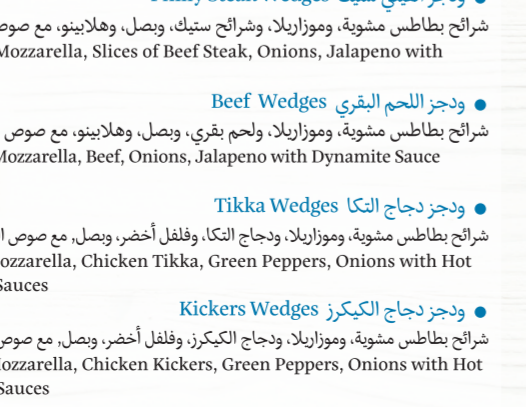 شرائح بطاطس مشوية، وموزاريلا، وشرائح ستيك، وبصل، وهلابينو، مع صوص
Mozzarella, Slices of Beef Steak, Onions, Jalapeno with
● ودجز اللحم البقري Beef Wedges
شرائح بطاطس مشوية، وموزاريلا، ولحم بقري، وبصل، وهلابينو، مع صوص
Mozzarella, Beef, Onions, Jalapeno with Dynamite Sauce
● ودجز دجاج التكا Tikka Wedges
شرائح بطاطس مشوية، وموزاريلا، ودجاج التكا، وفلفل أخضر، وبصل, مع صوص
Mozzarella, Chicken Tikka, Green Peppers, Onions with Hot
Sauces
● ودجز دجاج الكيكرز Kickers Wedges
شرائح بطاطس مشوية، وموزاريلا، ودجاج الكيكرز، وفلفل أخضر، وبصل, مع صوص
Mozzarella, Chicken Kickers, Green Peppers, Onions with Hot
Sauces